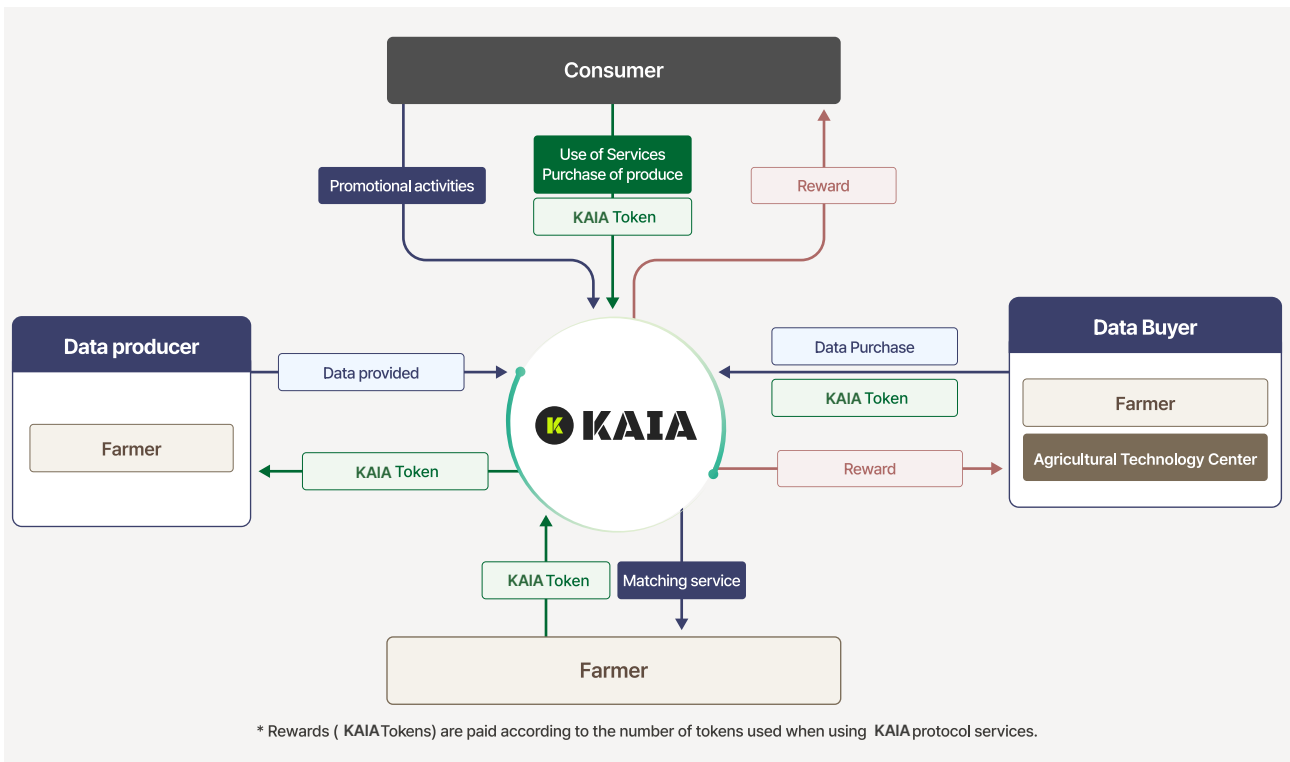 Consumer
Promotional activities
Use of Services
Purchase of produce
KAIA Token
Reward
Data producer
Farmer
Data provided
KAIA Token
K KAIA
Data Purchase
KAIA Token
Reward
Data Buyer
Farmer
Agricultural Technology Center
KAIA Token
Matching service
Farmer
* Rewards ( KAIA Tokens) are paid according to the number of tokens used when using KAIA protocol services.